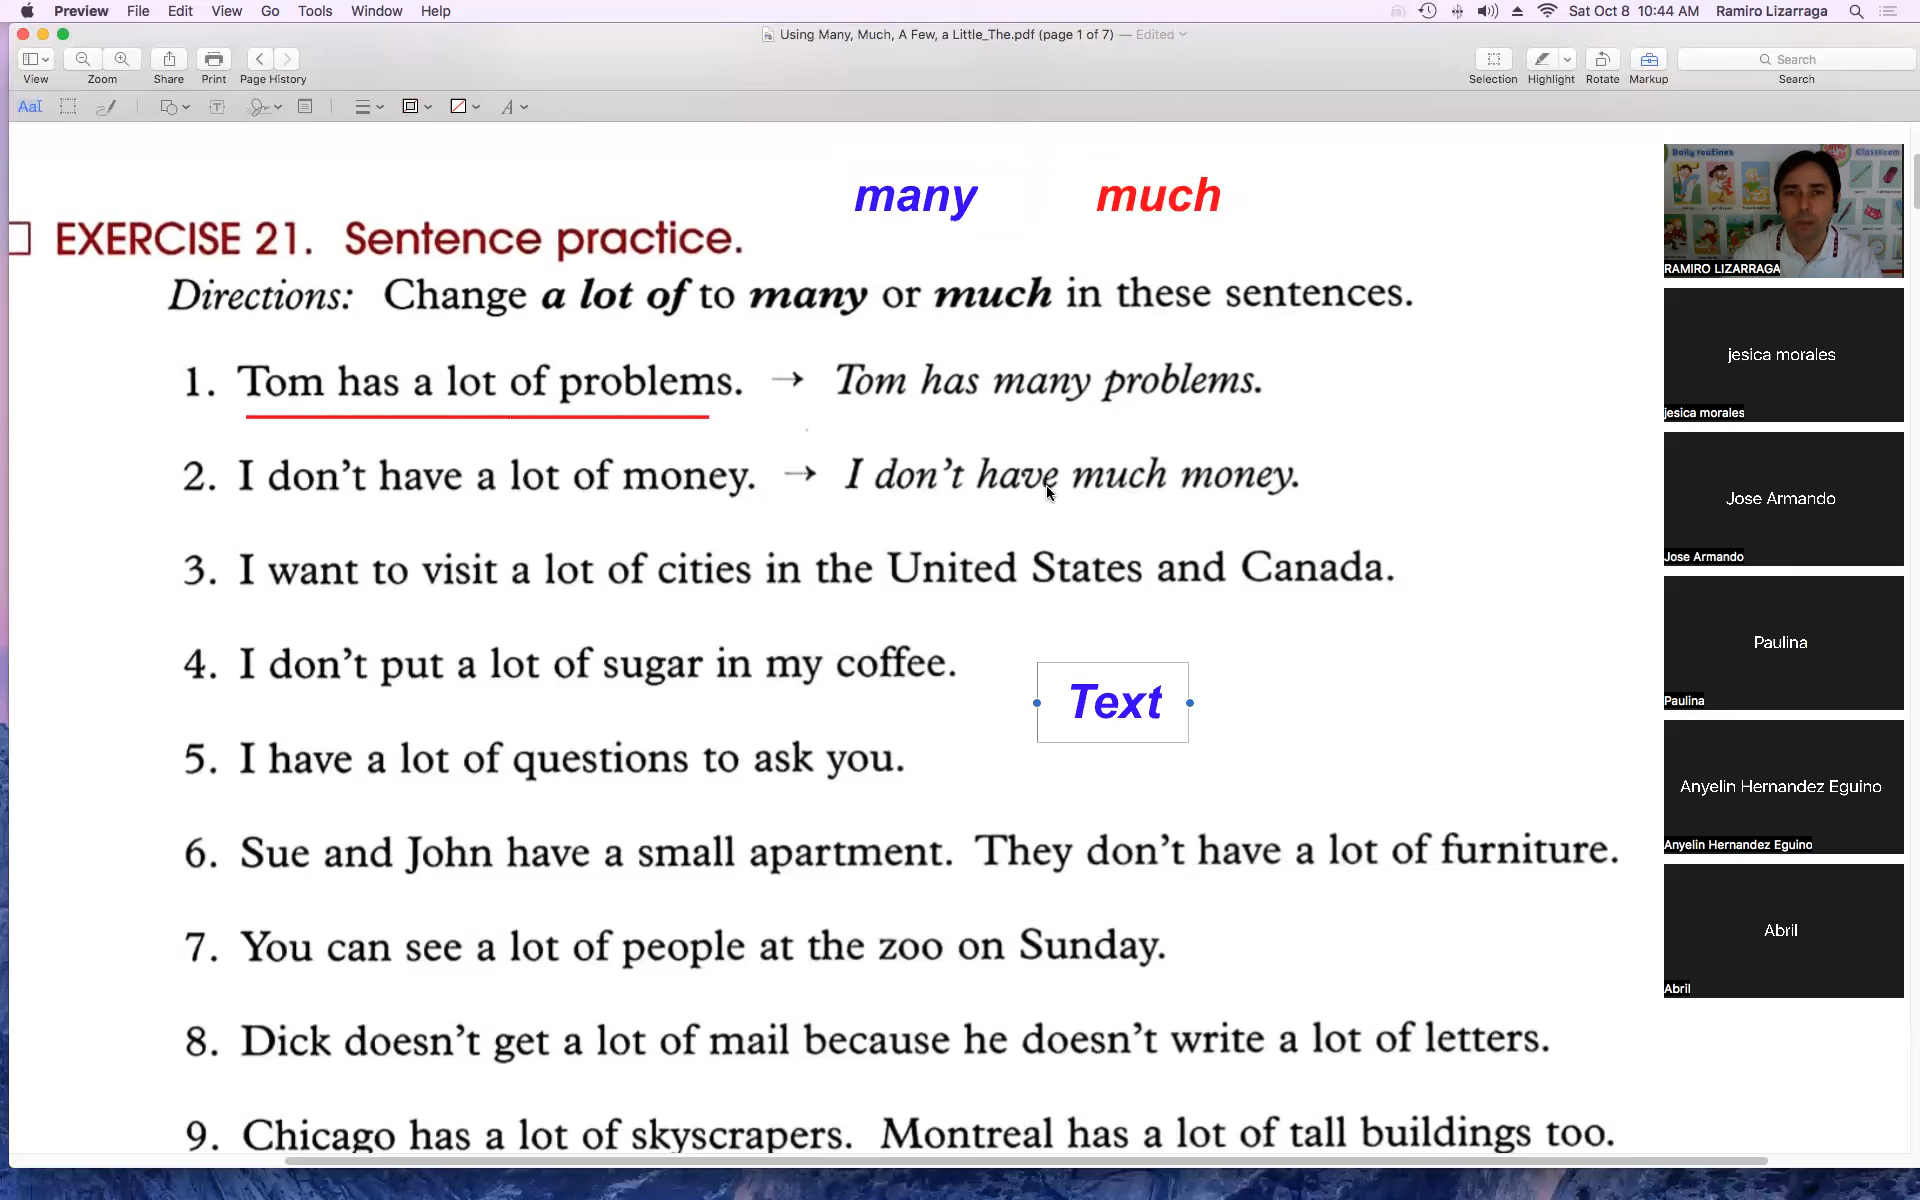 Preview File Edit View Go Tools Window Help Sat Oct 8 10:44 AM Ramiro Lizarraga
Using Many, Much, A Few, a Little_The.pdf (page 1 of 7) — Edited
View Zoom Share Print Page History Selection Highlight Rotate Markup Search
Search
AaI T A
many much
EXERCISE 21. Sentence practice.
Directions: Change a lot of to many or much in these sentences.
1. Tom has a lot of problems. → Tom has many problems.
2. I don't have a lot of money. → I don't have much money.
3. I want to visit a lot of cities in the United States and Canada.
4. I don't put a lot of sugar in my coffee.
Text
5. I have a lot of questions to ask you.
6. Sue and John have a small apartment. They don't have a lot of furniture.
7. You can see a lot of people at the zoo on Sunday.
8. Dick doesn't get a lot of mail because he doesn't write a lot of letters.
9. Chicago has a lot of skyscrapers. Montreal has a lot of tall buildings too.
Daily routines Classroom
RAMIRO LIZARRAGA
jesica morales
jesica morales
Jose Armando
Jose Armando
Paulina
Paulina
Anyelin Hernandez Eguino
Anyelin Hernandez Eguino
Abril
Abril